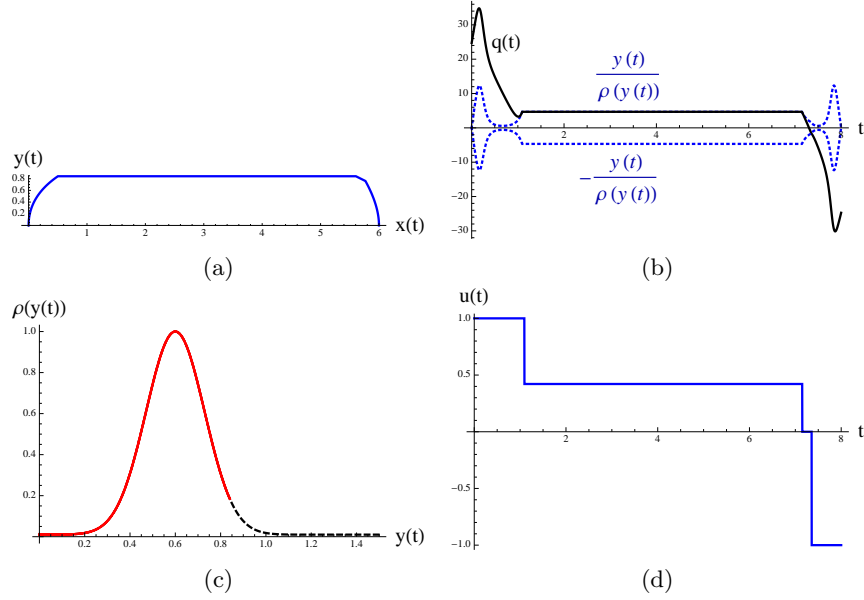 y(t)
0.8
0.6
0.4
0.2
1 2 3 4 5 6
x(t)
(a)
30
20
10
-10
-20
-30
q(t)
y(t)
ρ(y(t))
-y(t)
ρ(y(t))
2 4 6 8
t
(b)
ρ(y(t))
1.0
0.8
0.6
0.4
0.2
0.2 0.4 0.6 0.8 1.0 1.2 1.4
y(t)
(c)
u(t)
1.0
0.5
-0.5
-1.0
2 4 6 8
t
(d)